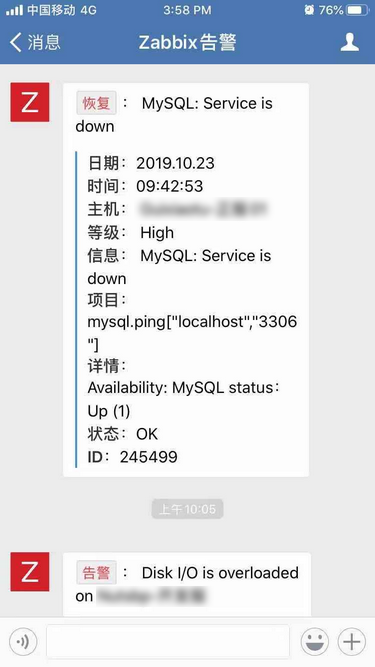 中国移动 4G 3:58 PM 76%
消息 Zabbix告警
Z
恢复 ： MySQL: Service is
down
日期：2019.10.23
时间：09:42:53
主机：
等级：High
信息：MySQL: Service is
down
项目：
mysql.ping["localhost","3306
"]
详情：
Availability: MySQL status：
Up (1)
状态：OK
ID：245499
上午10:05
Z
告警 ： Disk I/O is overloaded
on